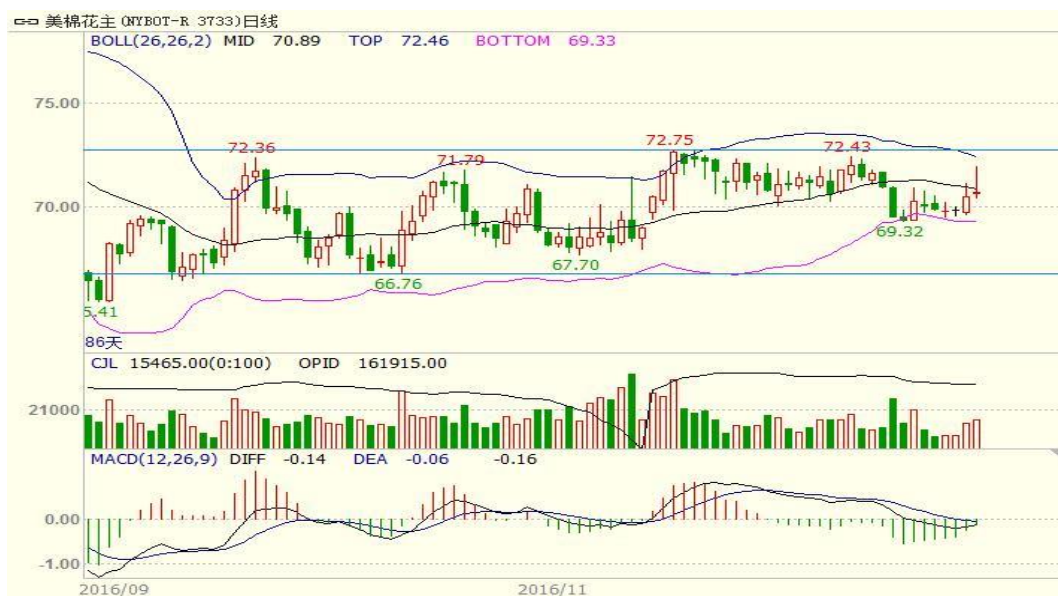 美棉花主(NYBOT-R 3733)日线
BOLL(26,26,2) MID 70.89 TOP 72.46 BOTTOM 69.33
75.00
72.75
72.36
72.43
71.79
70.00
69.32
67.70
66.76
5.41
86天
CJL 15465.00(0:100) OPID 161915.00
21000
MACD(12,26,9) DIFF -0.14 DEA -0.06 -0.16
0.00
-1.00
2016/09 2016/11